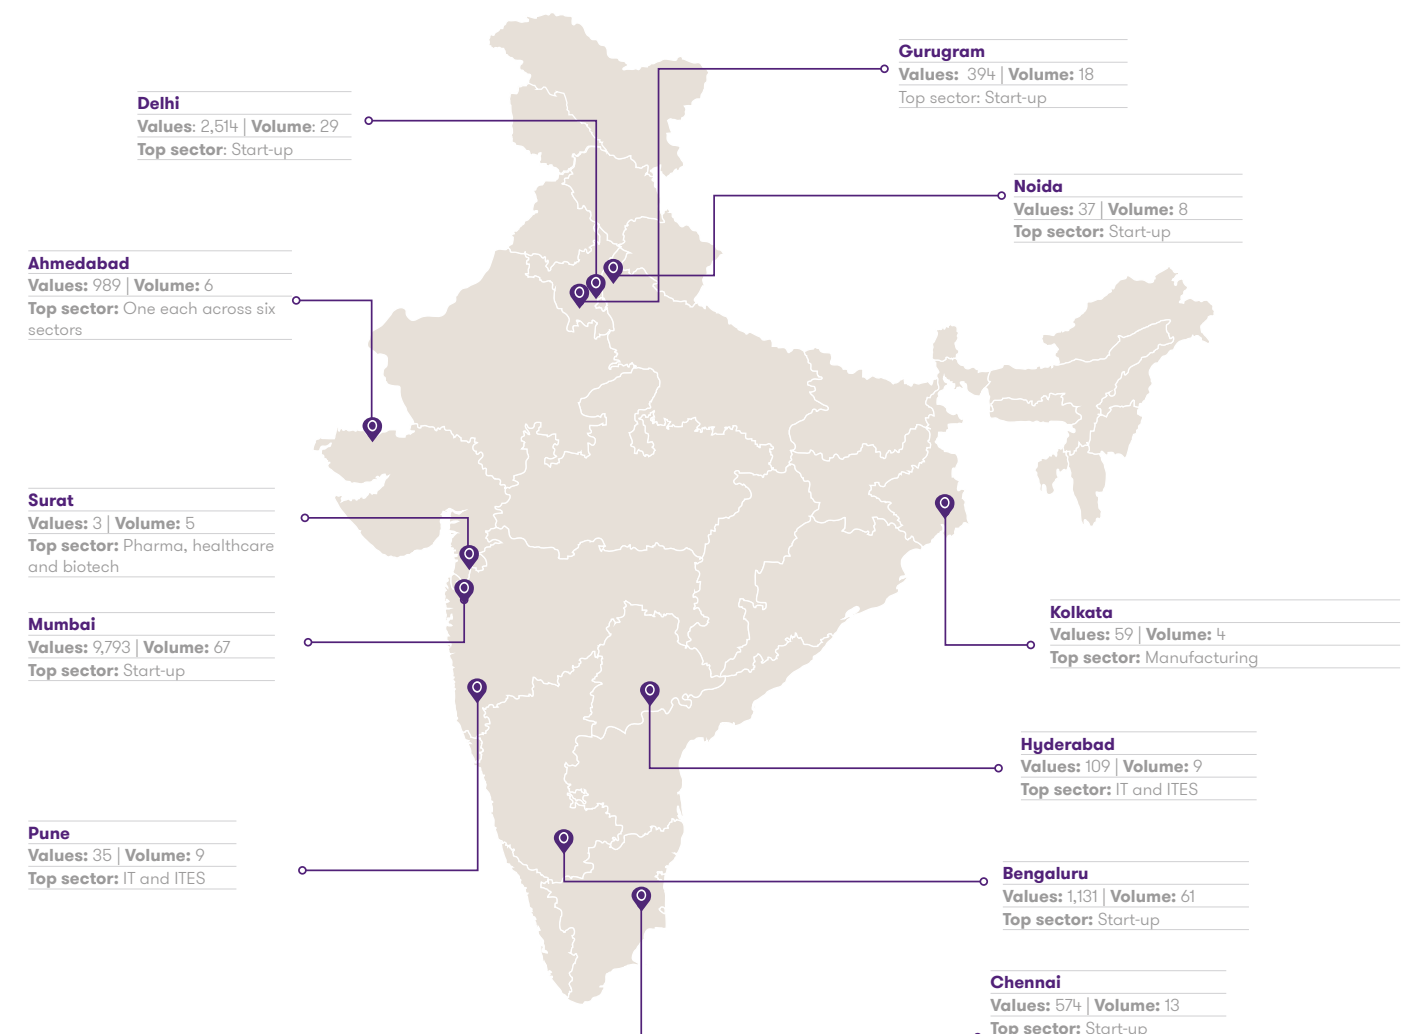 Gurugram
Values: 394 | Volume: 18
Top sector: Start-up
Delhi
Values: 2,514 | Volume: 29
Top sector: Start-up
Noida
Values: 37 | Volume: 8
Top sector: Start-up
Ahmedabad
Values: 989 | Volume: 6
Top sector: One each across six
sectors
Surat
Values: 3 | Volume: 5
Top sector: Pharma, healthcare
and biotech
Mumbai
Values: 9,793 | Volume: 67
Top sector: Start-up
Kolkata
Values: 59 | Volume: 4
Top sector: Manufacturing
Hyderabad
Values: 109 | Volume: 9
Top sector: IT and ITES
Pune
Values: 35 | Volume: 9
Top sector: IT and ITES
Bengaluru
Values: 1,131 | Volume: 61
Top sector: Start-up
Chennai
Values: 574 | Volume: 13
Top sector: Start-up